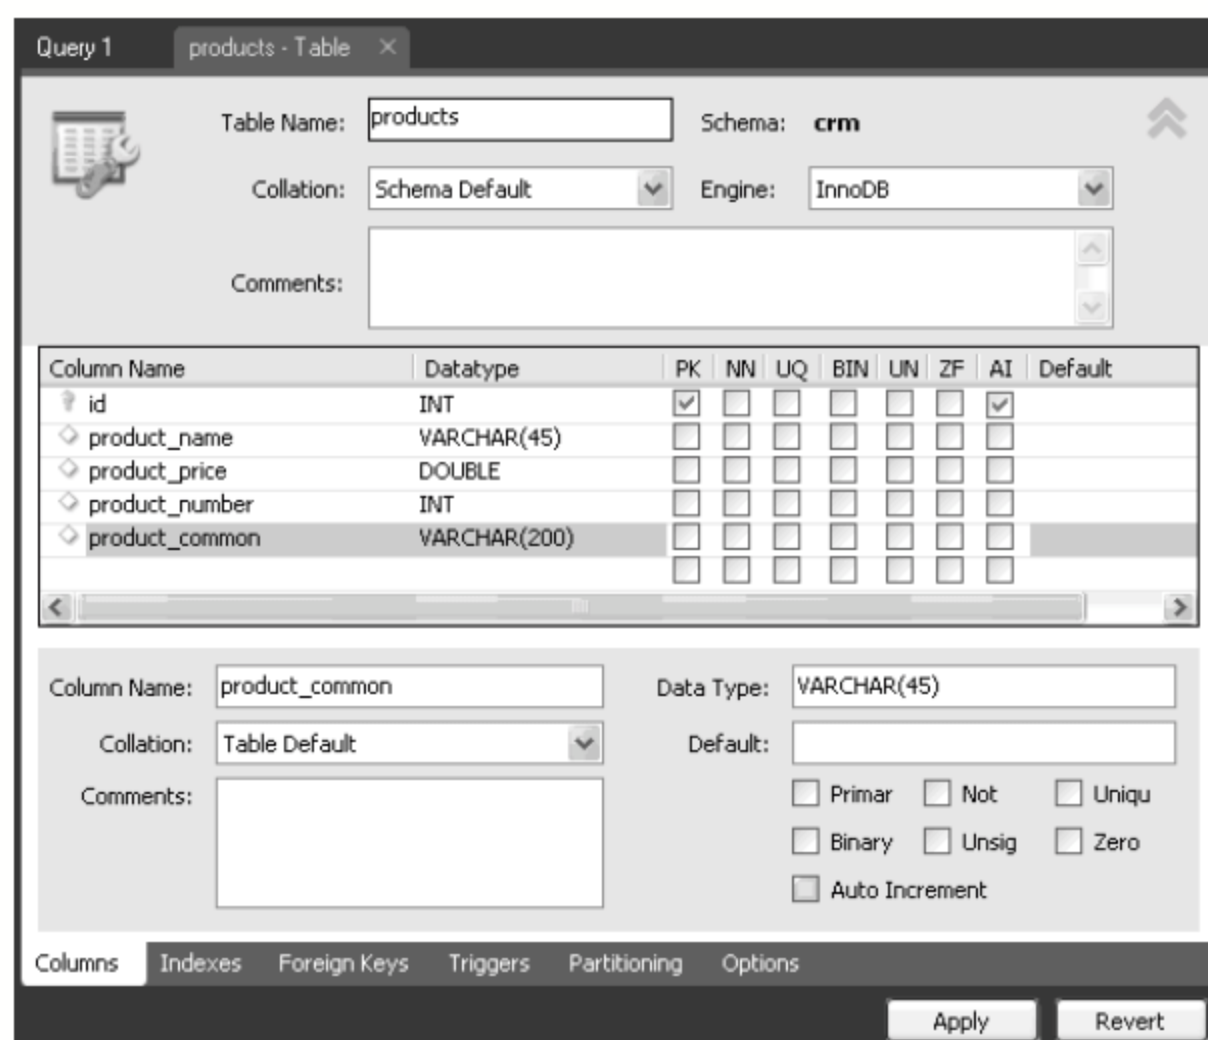 Query 1 products - Table
Table Name: products Schema: crm
Collation: Schema Default Engine: InnoDB
Comments:
Column Name Datatype PK NN UQ BIN UN ZF AI Default
id INT
product_name VARCHAR(45)
product_price DOUBLE
product_number INT
product_common VARCHAR(200)
Column Name: product_common Data Type: VARCHAR(45)
Collation: Table Default Default:
Comments: Primar Not Uniqu
Binary Unsig Zero
Auto Increment
Columns Indexes Foreign Keys Triggers Partitioning Options
Apply Revert